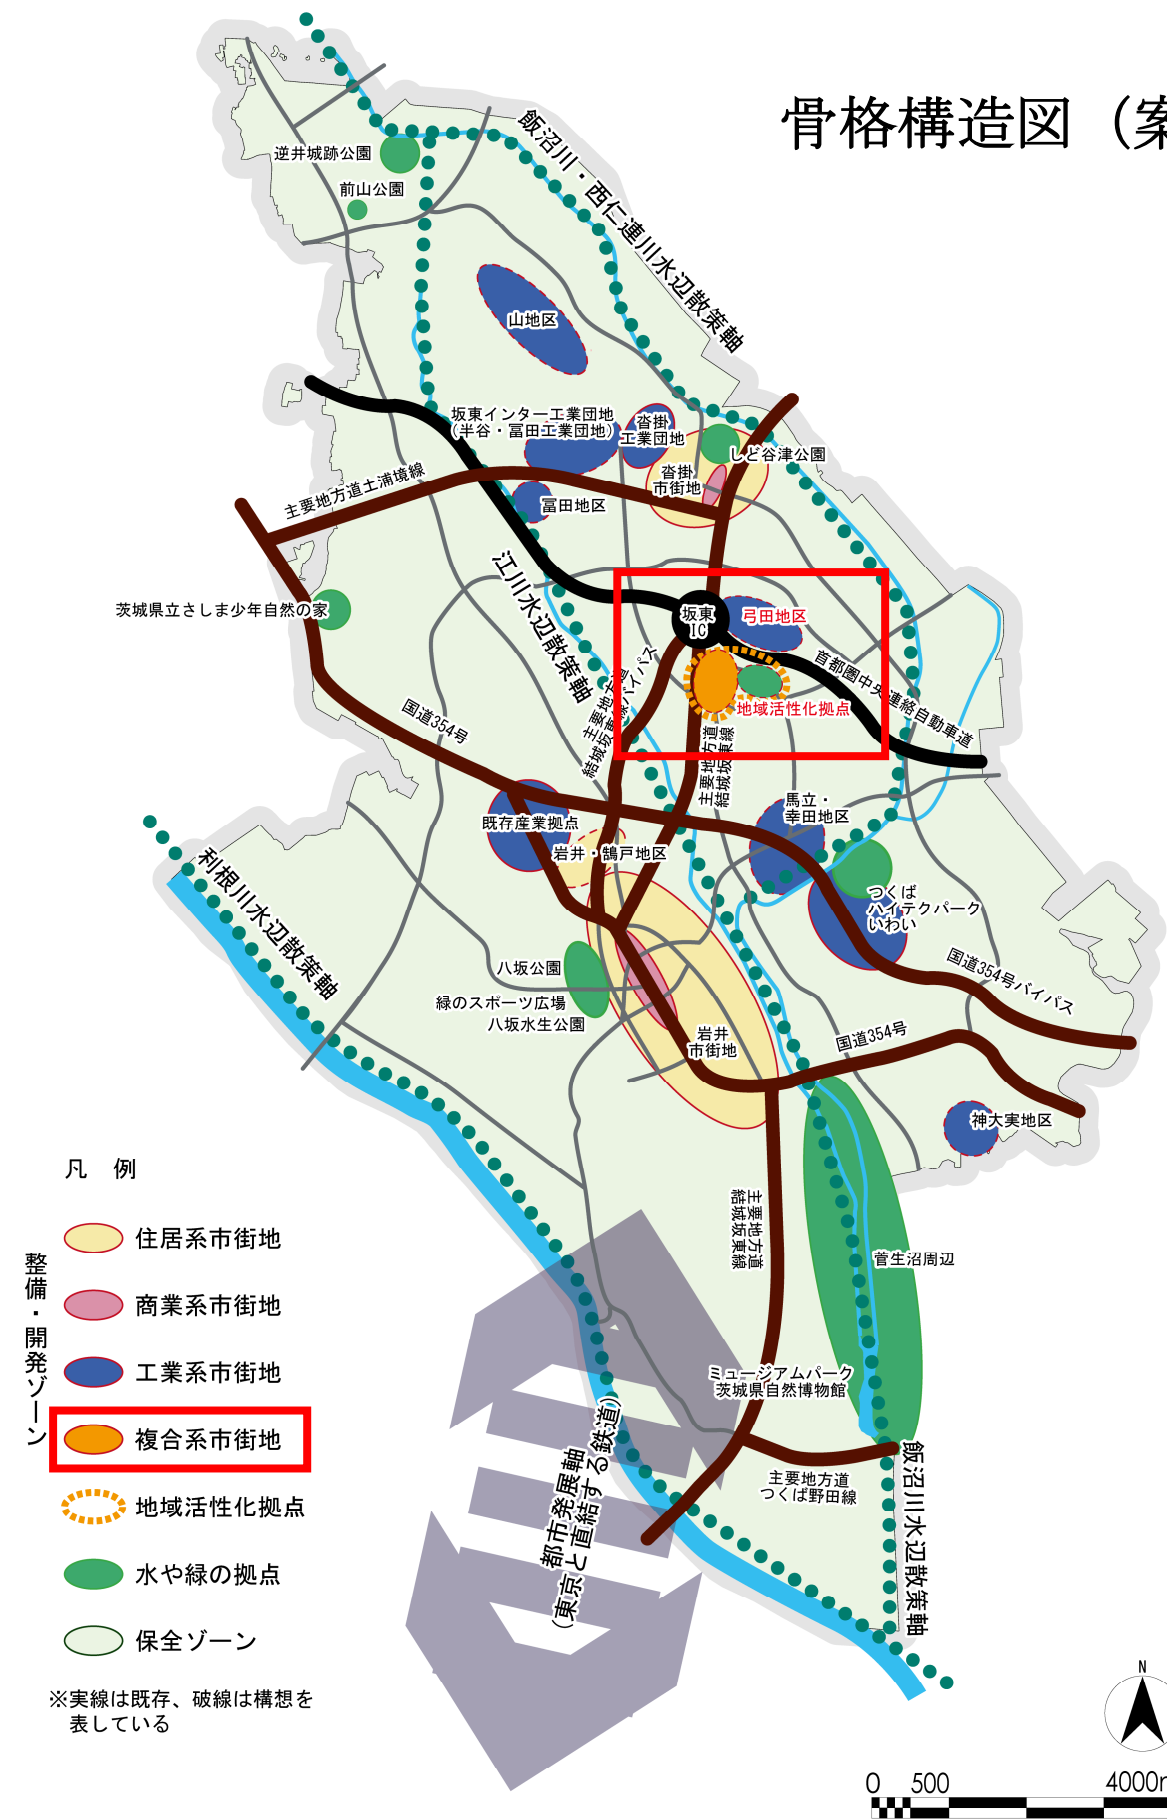 骨格構造図（案
飯沼川・西仁連川水辺散策軸
逆井城跡公園
前山公園
山地区
坂東インター工業団地
（半谷・冨田工業団地）
沓掛
工業団地
しど谷津公園
沓掛
市街地
主要地方道土浦境線
冨田地区
江川水辺散策軸
茨城県立さしま少年自然の家
坂東
IC
弓田地区
首都圏中央連絡自動車道
地域活性化拠点
主要地方道
結城坂東線バイパス
主要地方道
結城坂東線
国道354号
既存産業拠点
馬立・
幸田地区
岩井・鵠戸地区
つくば
ハイテクパーク
いわい
利根川水辺散策軸
八坂公園
緑のスポーツ広場
八坂水生公園
国道354号バイパス
岩井
市街地
国道354号
神大実地区
主要地方道
結城坂東線
菅生沼周辺
ミュージアムパーク
茨城県自然博物館
都市発展軸
（東京と直結する鉄道）
主要地方道
つくば野田線
飯沼川水辺散策軸
凡　例
整備・開発ゾーン
住居系市街地
商業系市街地
工業系市街地
複合系市街地
地域活性化拠点
水や緑の拠点
保全ゾーン
※実線は既存、破線は構想を
表している
N
0 500 4000m